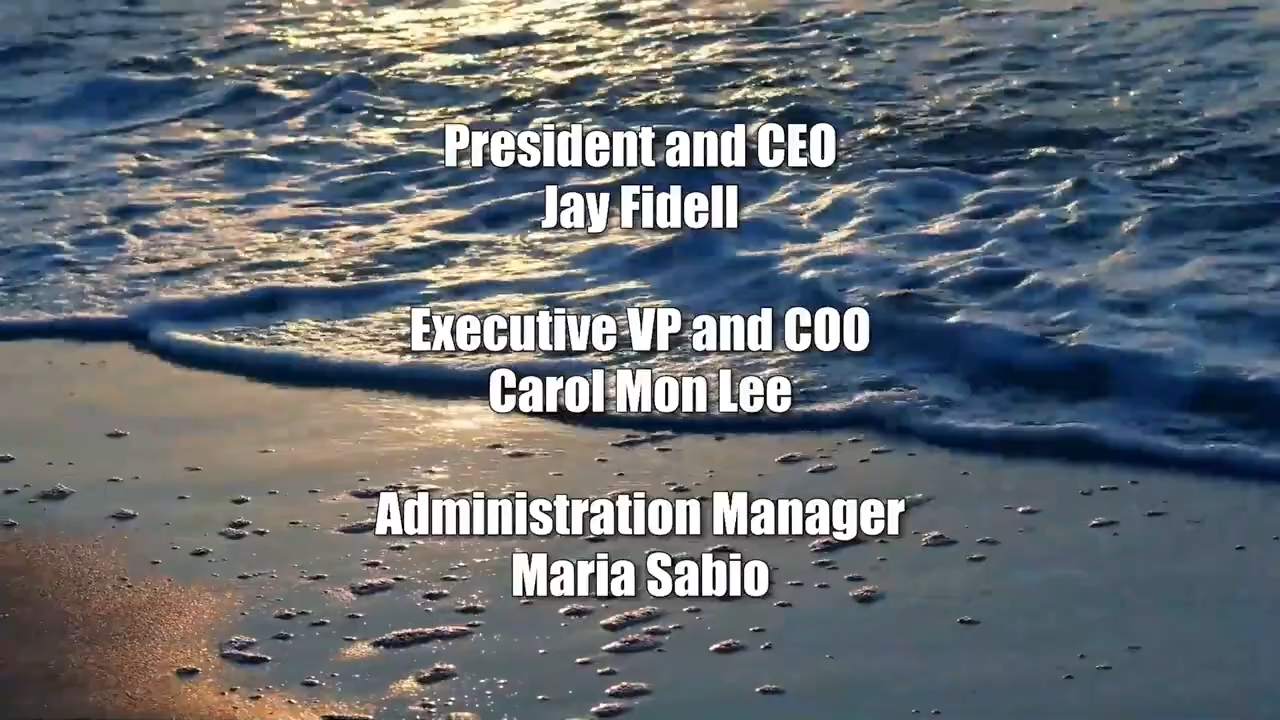 President and CEO
Jay Fidell
Executive VP and COO
Carol Mon Lee
Administration Manager
Maria Sabio